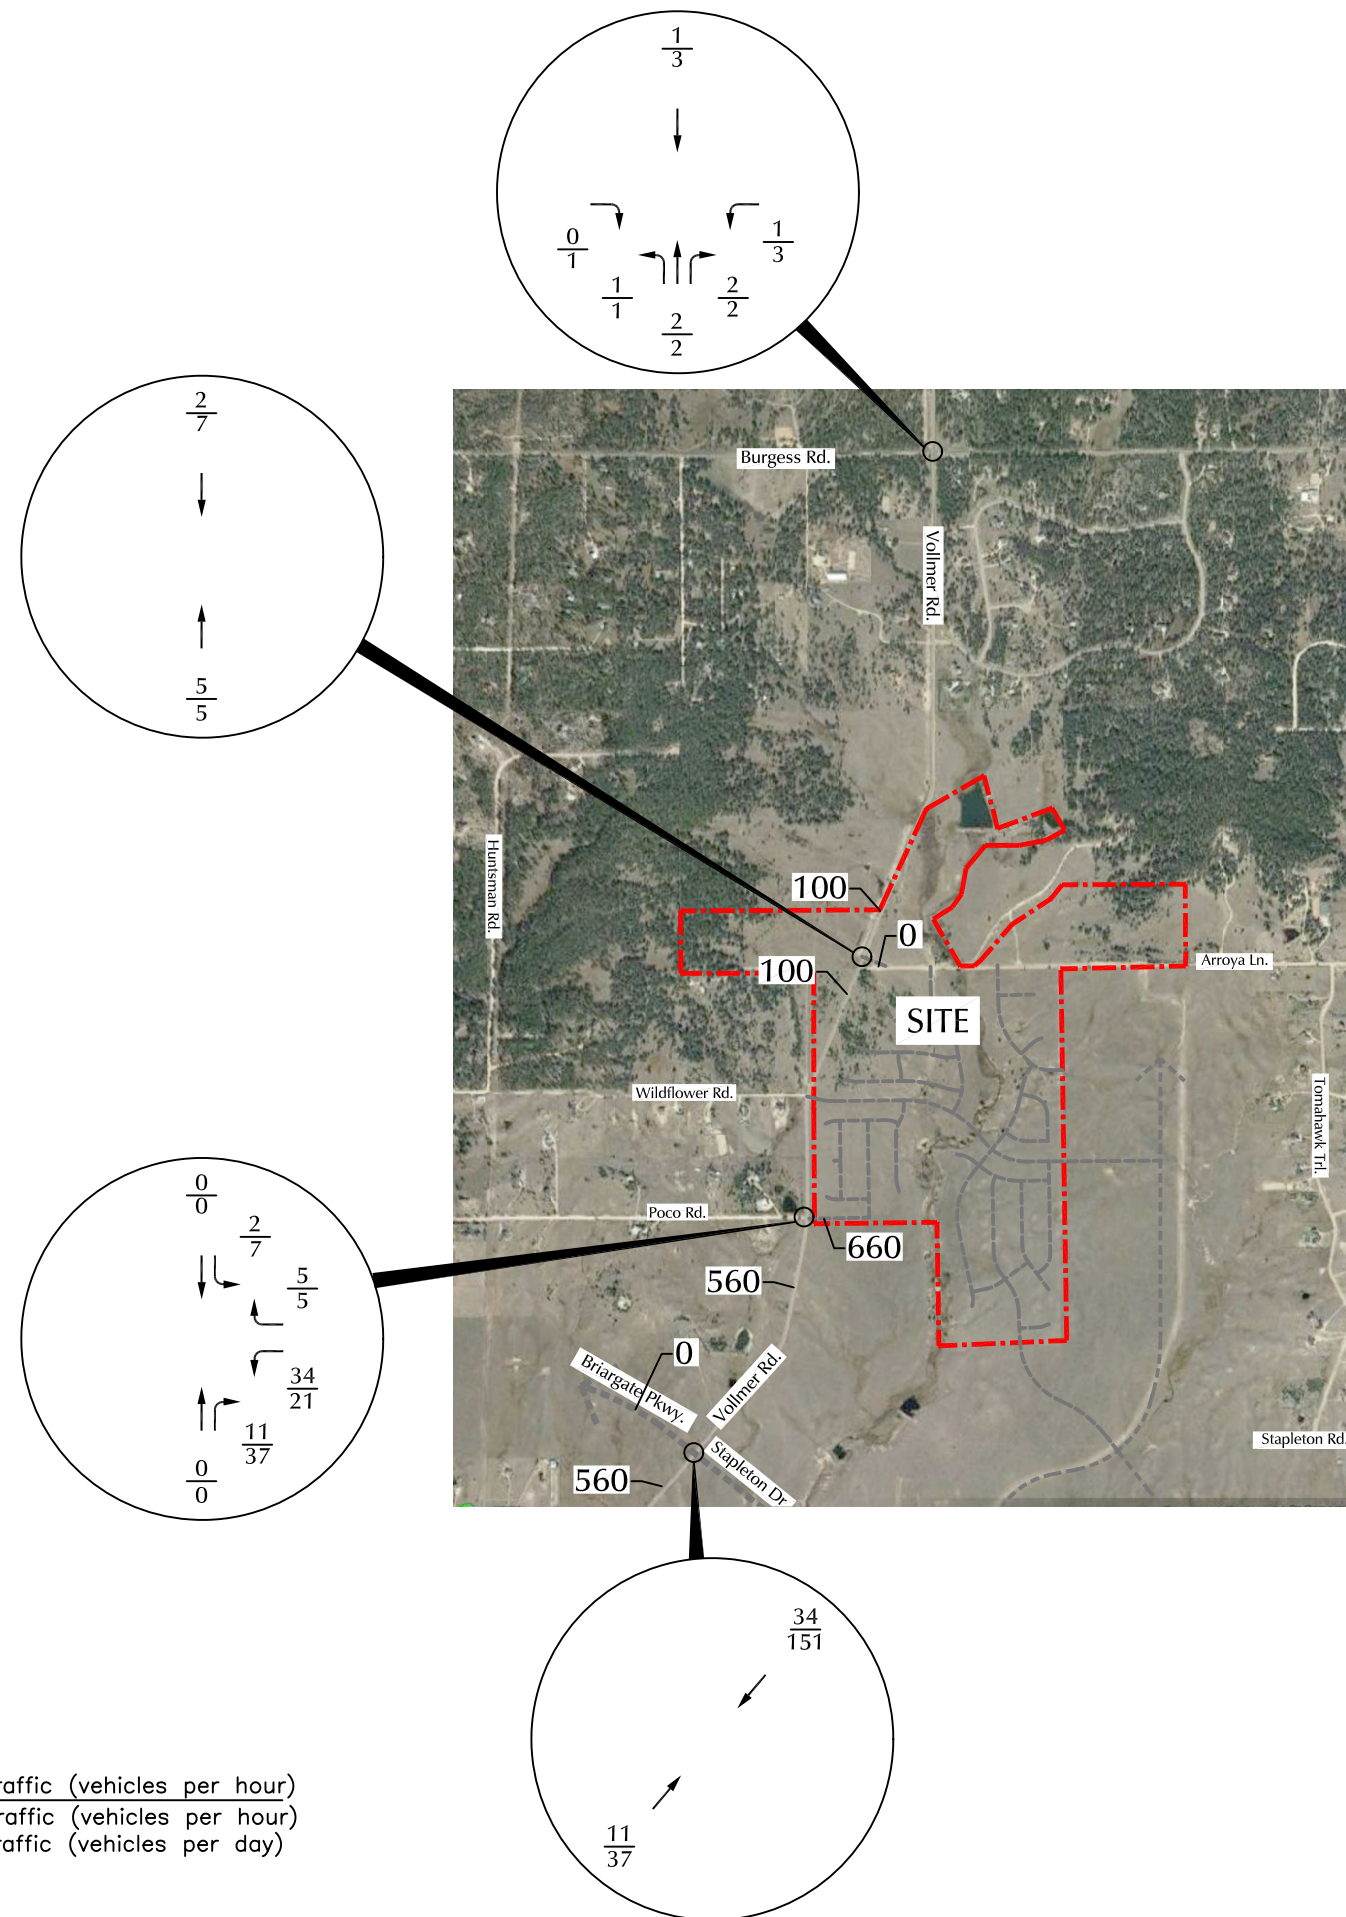 1
3
0
1
1
3
1
1
2
2
2
2
2
7
5
5
Burgess Rd.
Vollmer Rd.
Huntsman Rd.
100
0
100
Arroya Ln.
SITE
Wildflower Rd.
Tomahawk Trl.
Poco Rd.
660
560
0
Briargate Pkwy.
Vollmer Rd.
Stapleton Dr
Stapleton Rd.
560
0
0
2
7
5
5
34
21
11
37
0
0
34
151
11
37
raffic (vehicles per hour)
raffic (vehicles per hour)
raffic (vehicles per day)